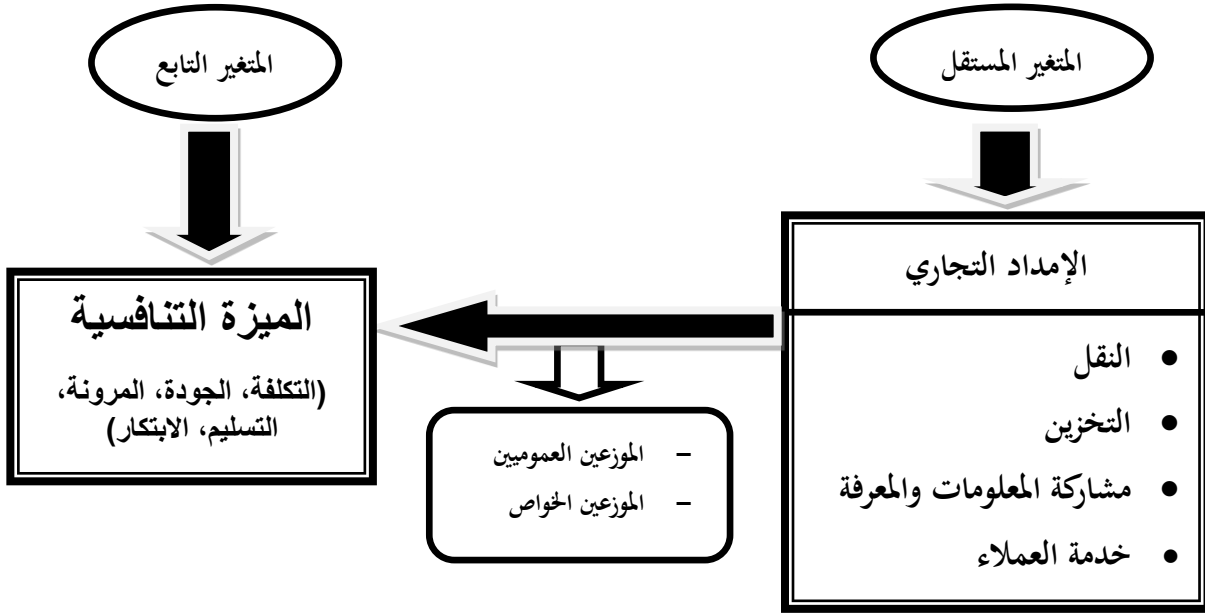 المتغير المستقل
المتغير التابع
الإمداد التجاري
• النقل
• التخزين
• مشاركة المعلومات والمعرفة
• خدمة العملاء
الميزة التنافسية
(التكلفة، الجودة، المرونة،
التسليم، الابتكار)
– الموزعين العموميين
– الموزعين الخواص